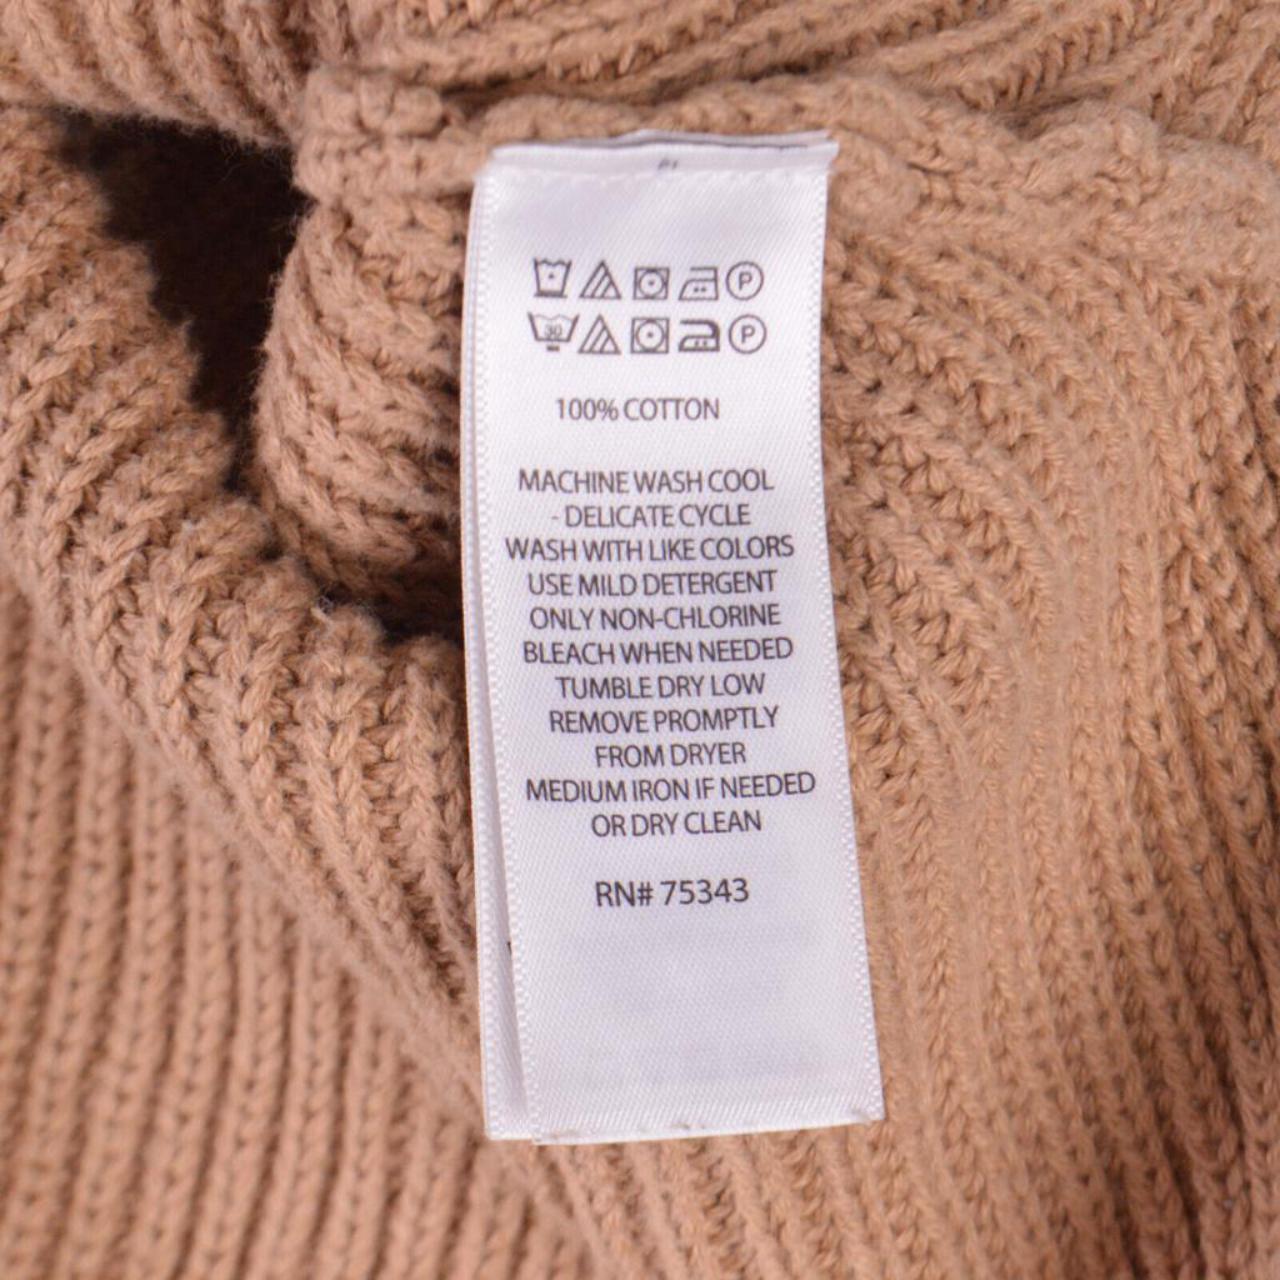 P
30 P
100% COTTON
MACHINE WASH COOL
- DELICATE CYCLE
WASH WITH LIKE COLORS
USE MILD DETERGENT
ONLY NON-CHLORINE
BLEACH WHEN NEEDED
TUMBLE DRY LOW
REMOVE PROMPTLY
FROM DRYER
MEDIUM IRON IF NEEDED
OR DRY CLEAN
RN# 75343